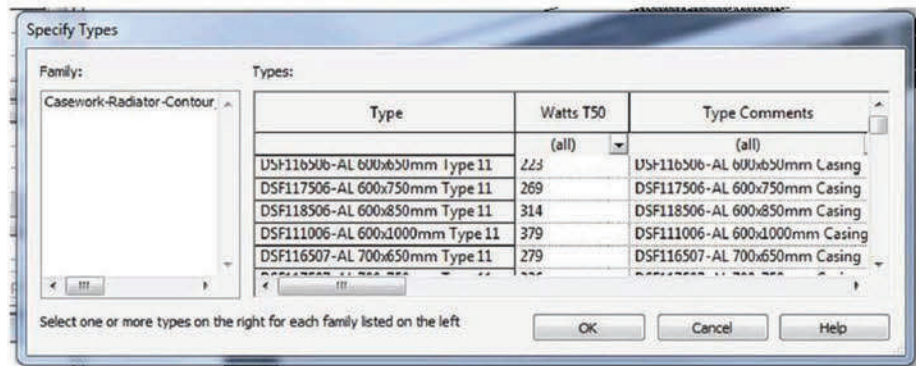 Specify Types
Family:
Types:
Casework-Radiator-Contour
Type Watts T50 Type Comments
(all) (all)
DSF116506-AL 600x650mm Type 11 223 DSF116506-AL 600x650mm Casing
DSF117506-AL 600x750mm Type 11 269 DSF117506-AL 600x750mm Casing
DSF118506-AL 600x850mm Type 11 314 DSF118506-AL 600x850mm Casing
DSF111006-AL 600x1000mm Type 11 379 DSF111006-AL 600x1000mm Casing
DSF116507-AL 700x650mm Type 11 279 DSF116507-AL 700x650mm Casing
Select one or more types on the right for each family listed on the left
OK Cancel Help